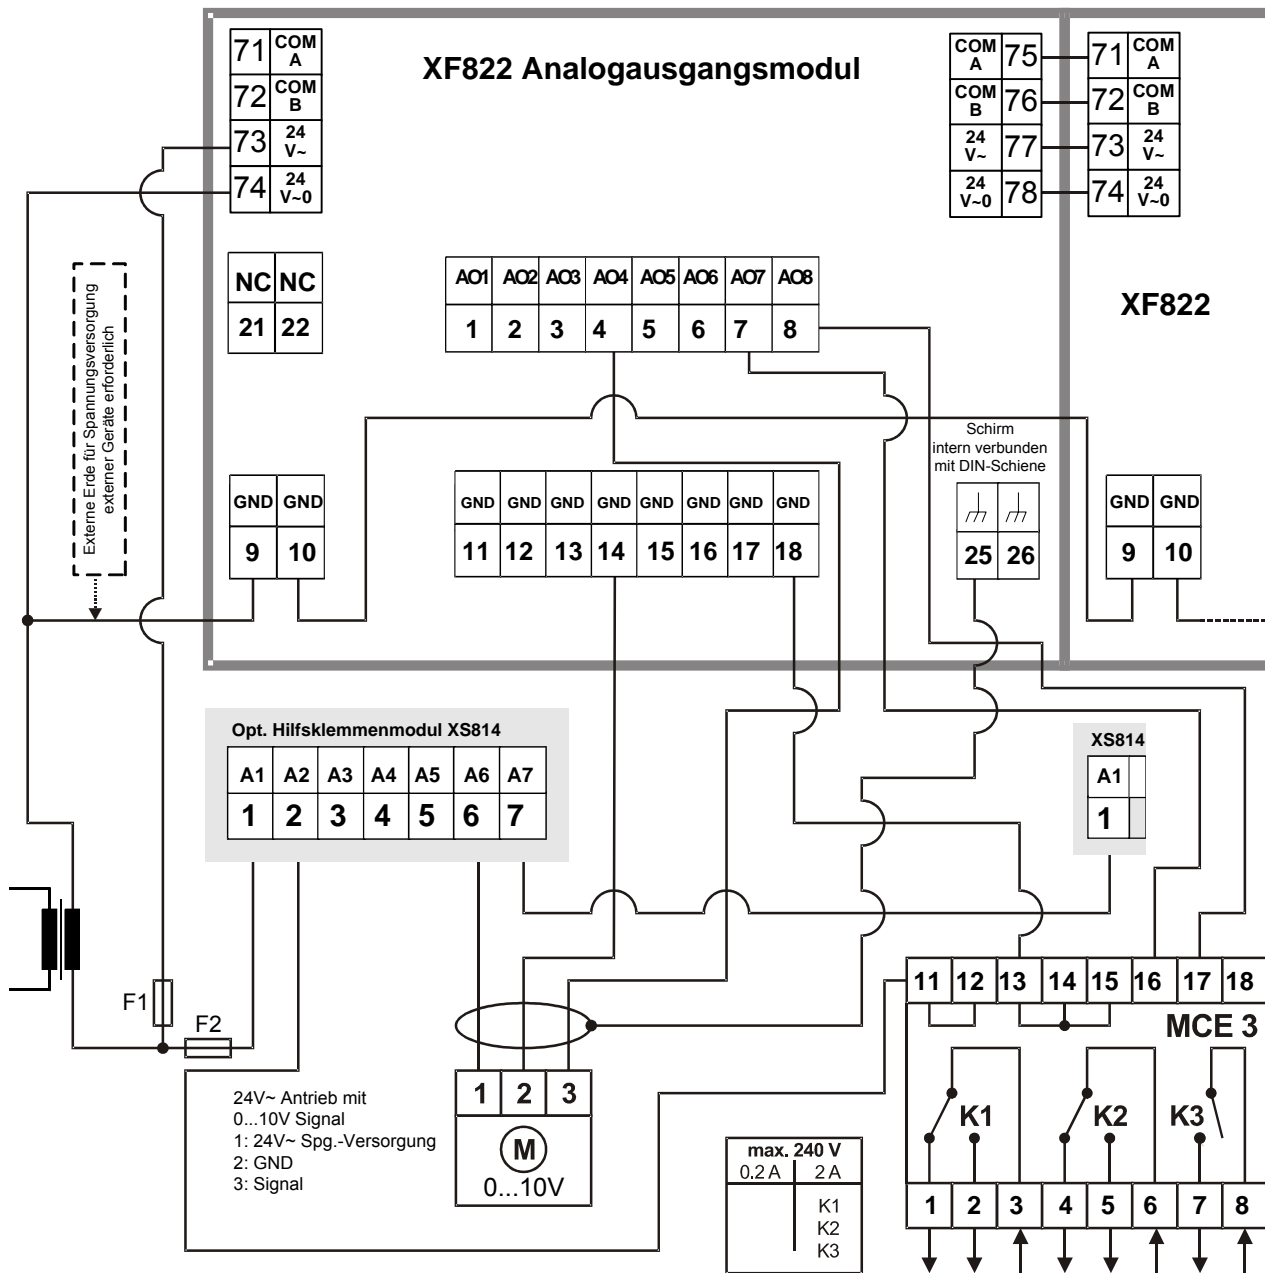 XF822 Analogausgangsmodul
71 COM A
72 COM B
73 24 V~
74 24 V~0
COM A 75
COM B 76
24 V~ 77
24 V~0 78
71 COM A
72 COM B
73 24 V~
74 24 V~0
NC NC
21 22
AO1 AO2 AO3 AO4 AO5 AO6 AO7 AO8
1 2 3 4 5 6 7 8
XF822
Externe Erde für Spannungsversorgung
externer Geräte erforderlich
Schirm
intern verbunden
mit DIN-Schiene
GND GND
9 10
GND GND GND GND GND GND GND GND
11 12 13 14 15 16 17 18
25 26
GND GND
9 10
Opt. Hilfsklemmenmodul XS814
A1 A2 A3 A4 A5 A6 A7
1 2 3 4 5 6 7
XS814
A1
1
F1
F2
11 12 13 14 15 16 17 18
MCE 3
K1 K2 K3
1 2 3 4 5 6 7 8
24V~ Antrieb mit
0...10V Signal
1: 24V~ Spg.-Versorgung
2: GND
3: Signal
1 2 3
M
0...10V
max. 240 V
0.2 A 2 A
K1
K2
K3